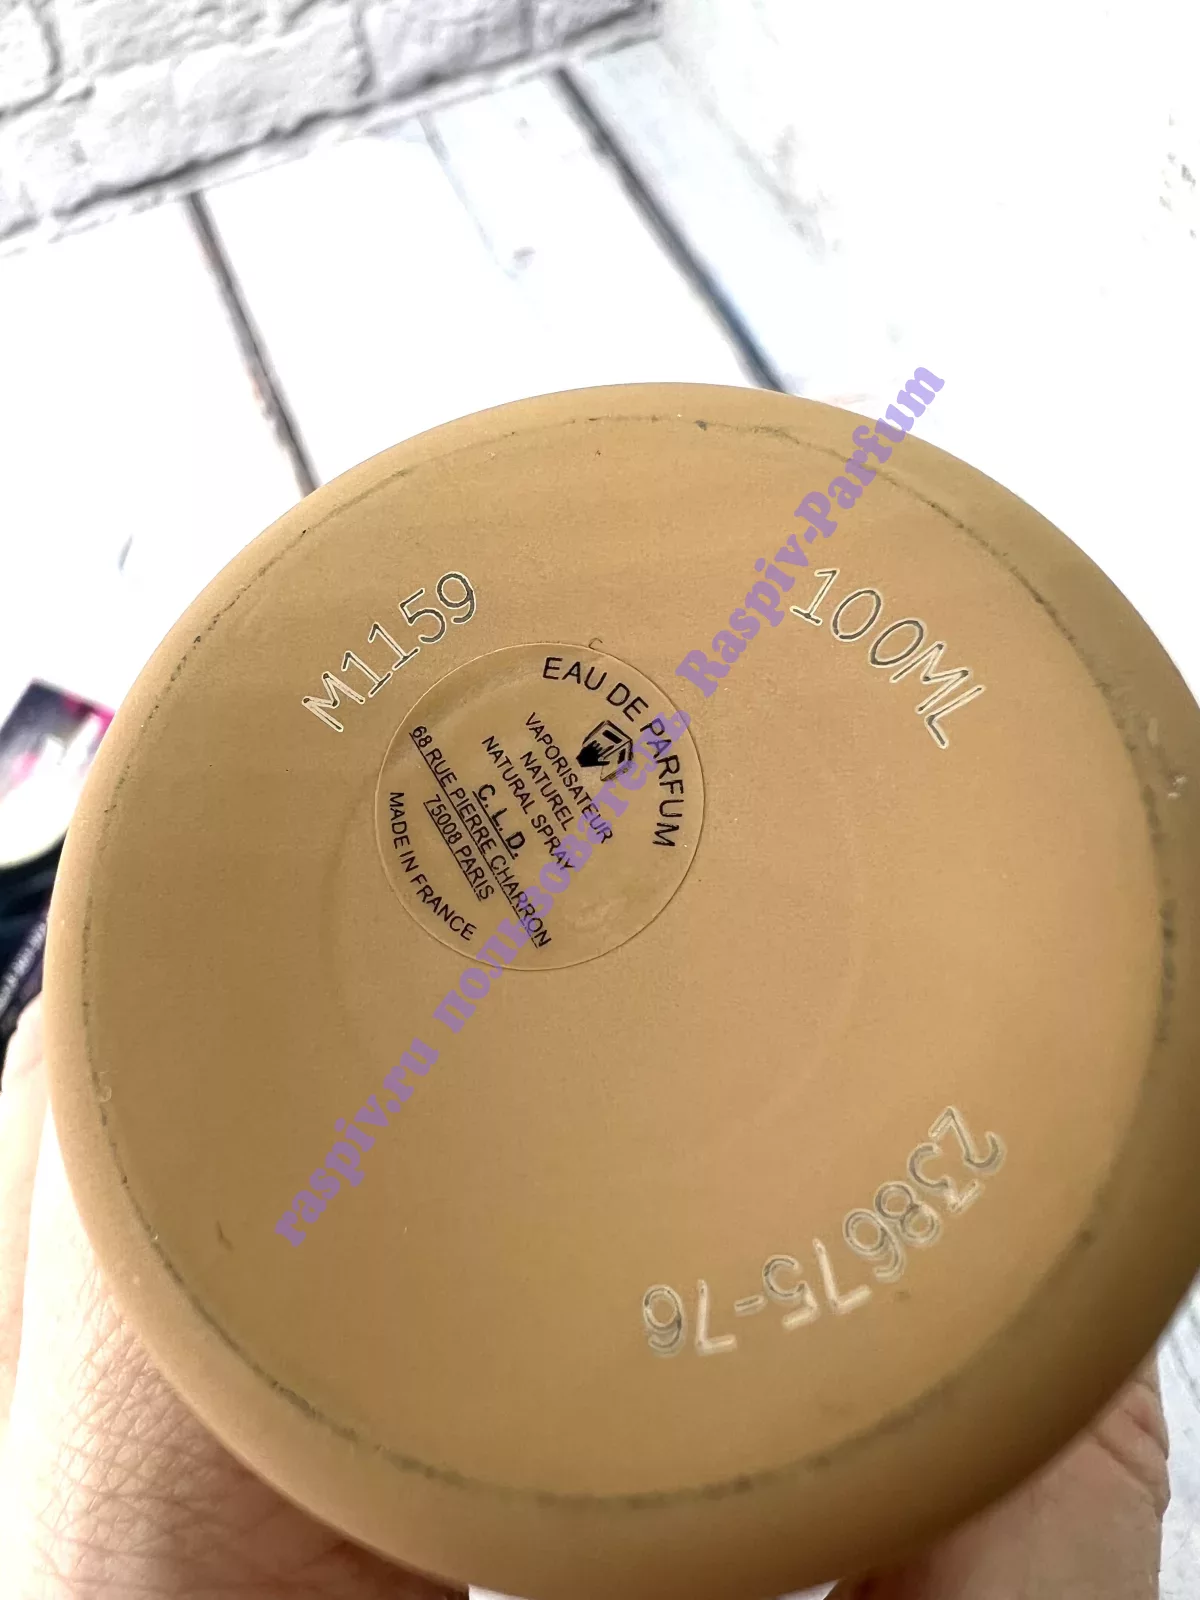 M1159
100ML
EAU DE PARFUM
VAPORISATEUR
NATUREL
NATURAL SPRAY
C. L. D.
68 RUE PIERRE CHARRON
75008 PARIS
MADE IN FRANCE
238675-76
raspiv.ru пользователь Raspiv-Parfum